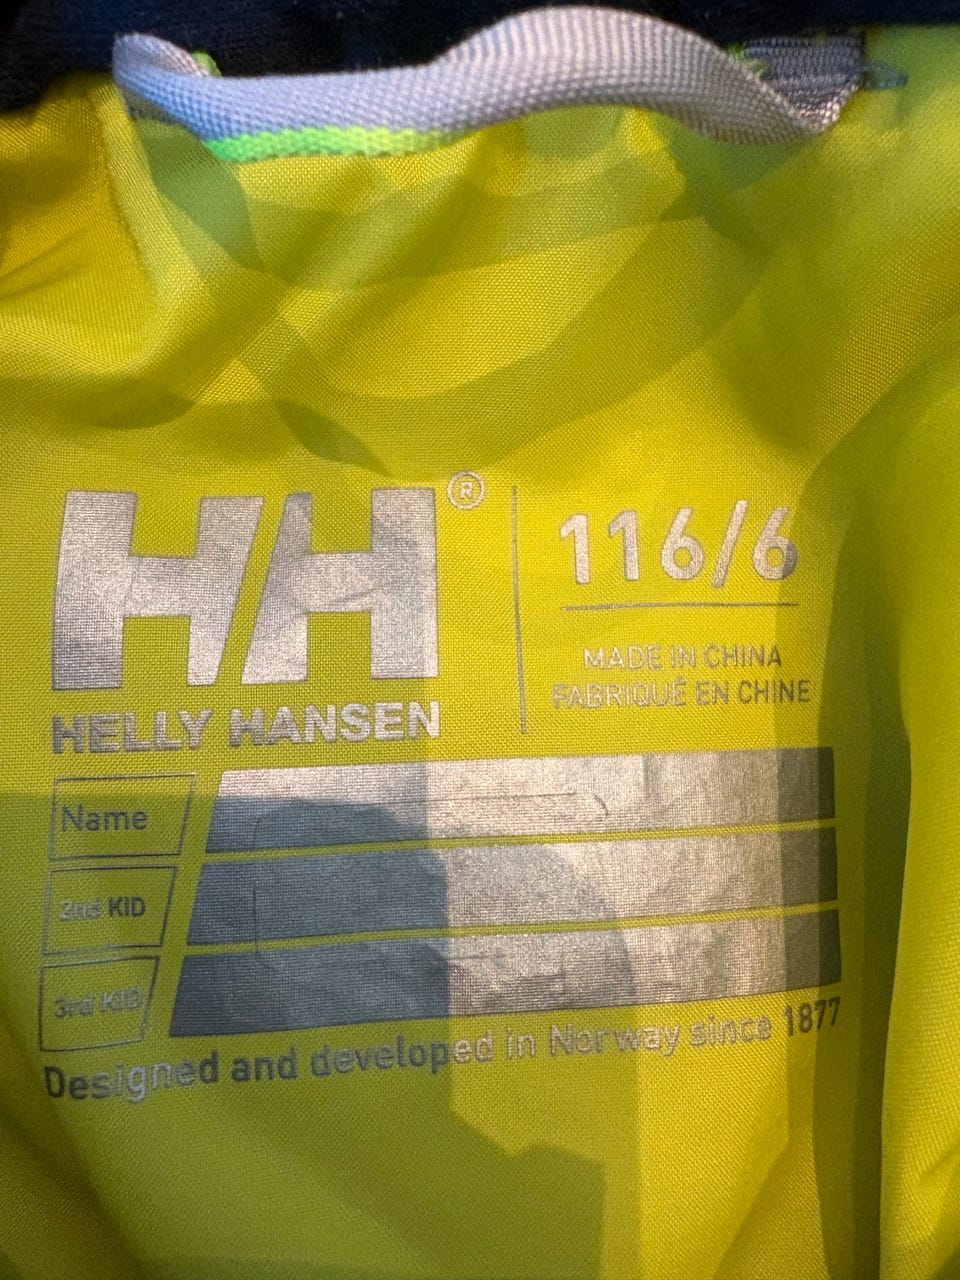 HH®
HELLY HANSEN
116/6
MADE IN CHINA
FABRIQUÉ EN CHINE
Name
2nd KID
3rd KID
Designed and developed in Norway since 1877